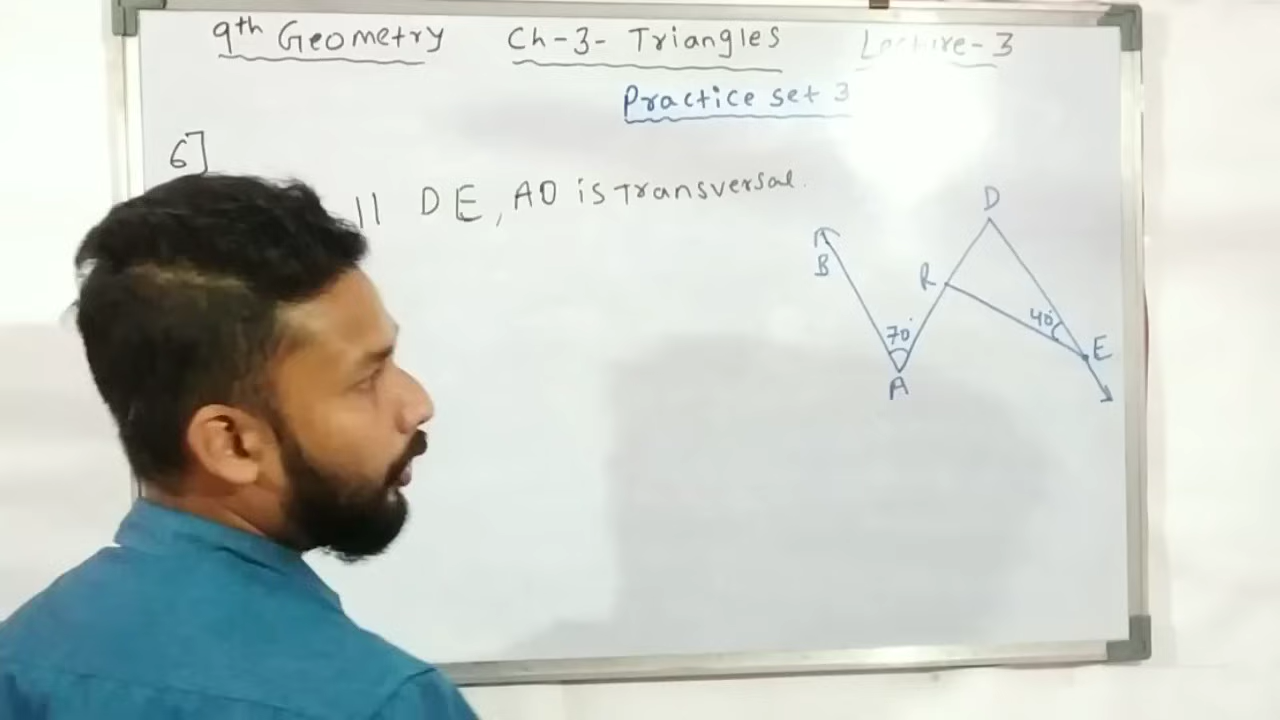 9th Geometry Ch-3- Triangles Lecture-3
Practice set 3
6]
|| DE, AD is transversal.
D
B
R
70°
40°
E
A